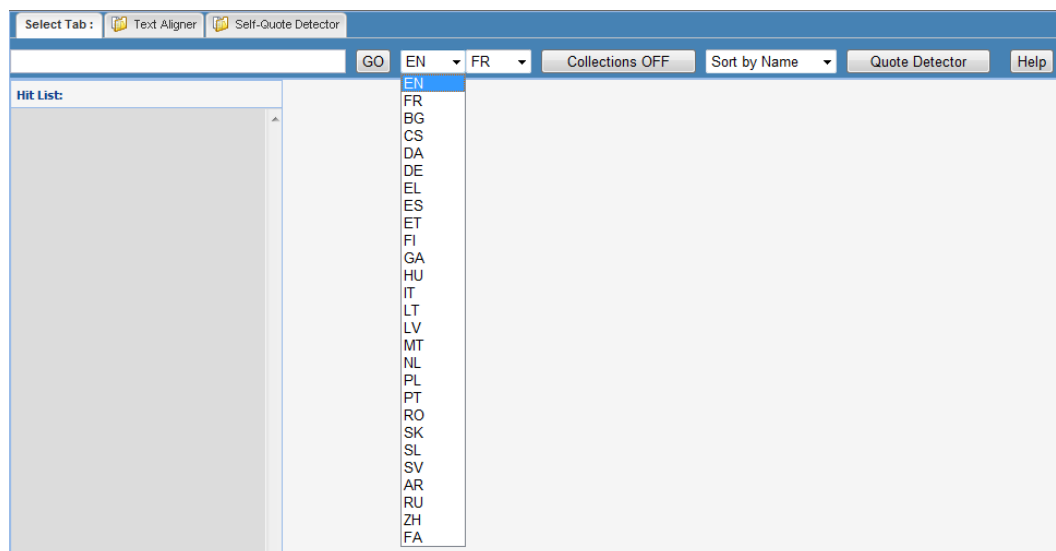 Select Tab : Text Aligner Self-Quote Detector
GO EN FR Collections OFF Sort by Name Quote Detector Help
Hit List:
EN
FR
BG
CS
DA
DE
EL
ES
ET
FI
GA
HU
IT
LT
LV
MT
NL
PL
PT
RO
SK
SL
SV
AR
RU
ZH
FA